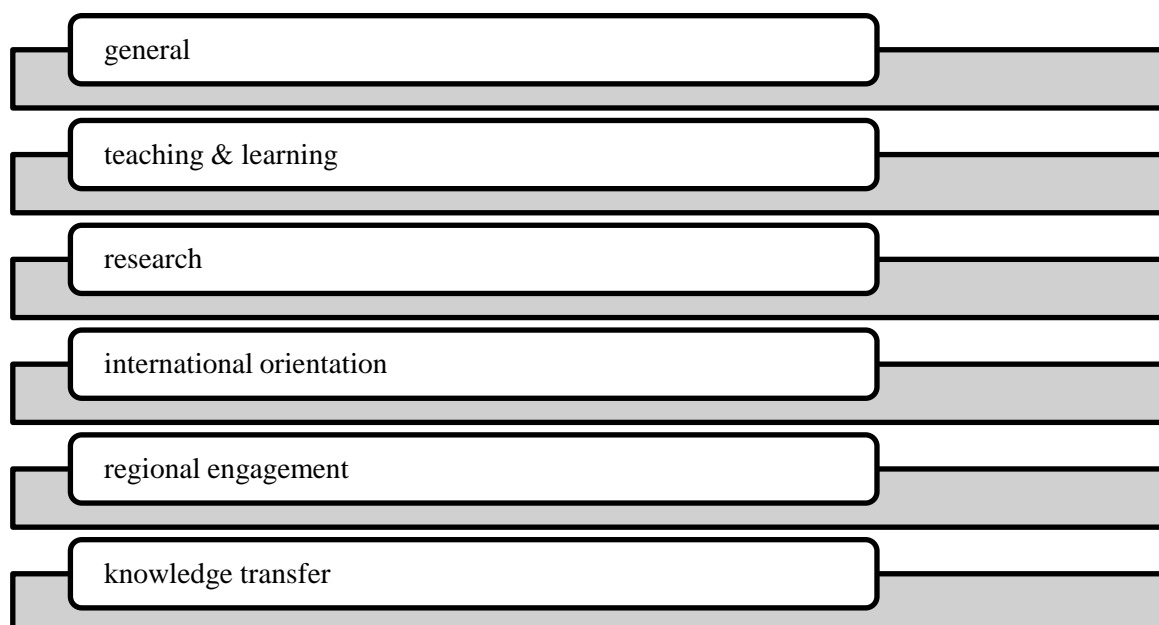 general
teaching & learning
research
international orientation
regional engagement
knowledge transfer